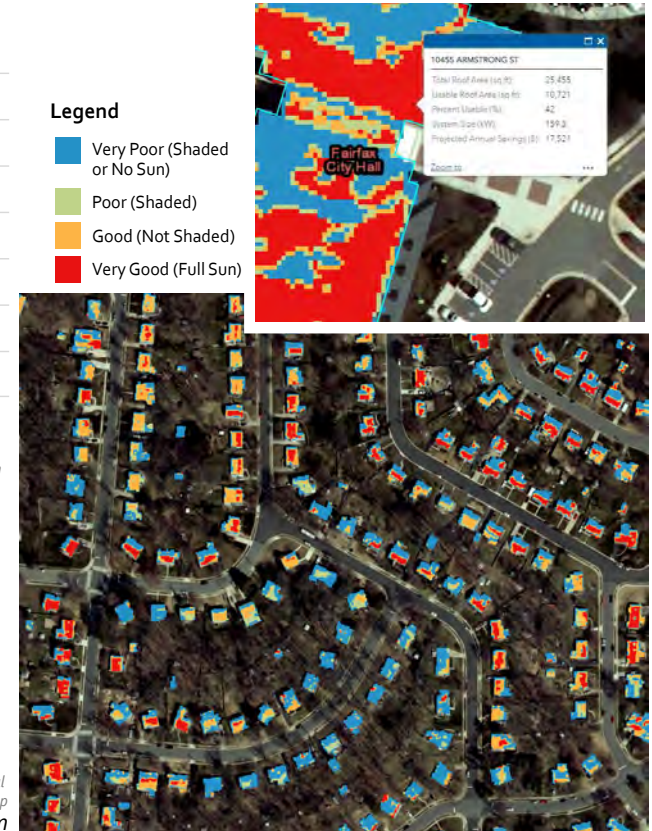 Legend
Very Poor (Shaded
or No Sun)
Poor (Shaded)
Good (Not Shaded)
Very Good (Full Sun)
10455 ARMSTRONG ST
Total Roof Area (sq ft): 25,455
Usable Roof Area (sq ft): 10,721
Percent Usable (%): 42
System Size (kW): 159.3
Projected Annual Savings ($): 17,521
Zoom to
Fairfax
City Hall